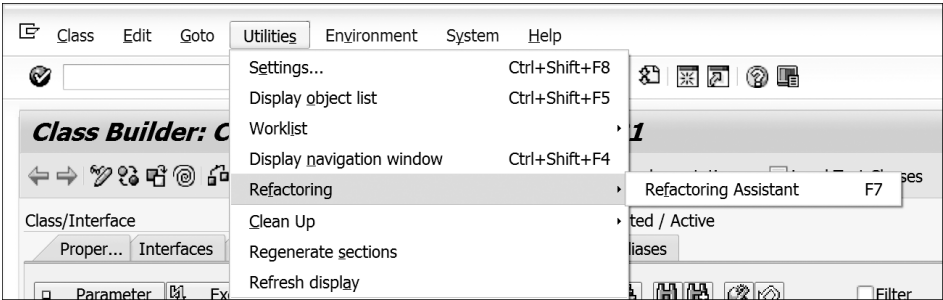 Class Edit Goto Utilities Environment System Help
Settings... Ctrl+Shift+F8
Display object list Ctrl+Shift+F5
Class Builder: C 1
Worklist
Display navigation window Ctrl+Shift+F4
Refactoring
Refactoring Assistant F7
Class/Interface
Clean Up
ted / Active
Proper... Interfaces
Regenerate sections
liases
Refresh display
Parameter Ex
Filter